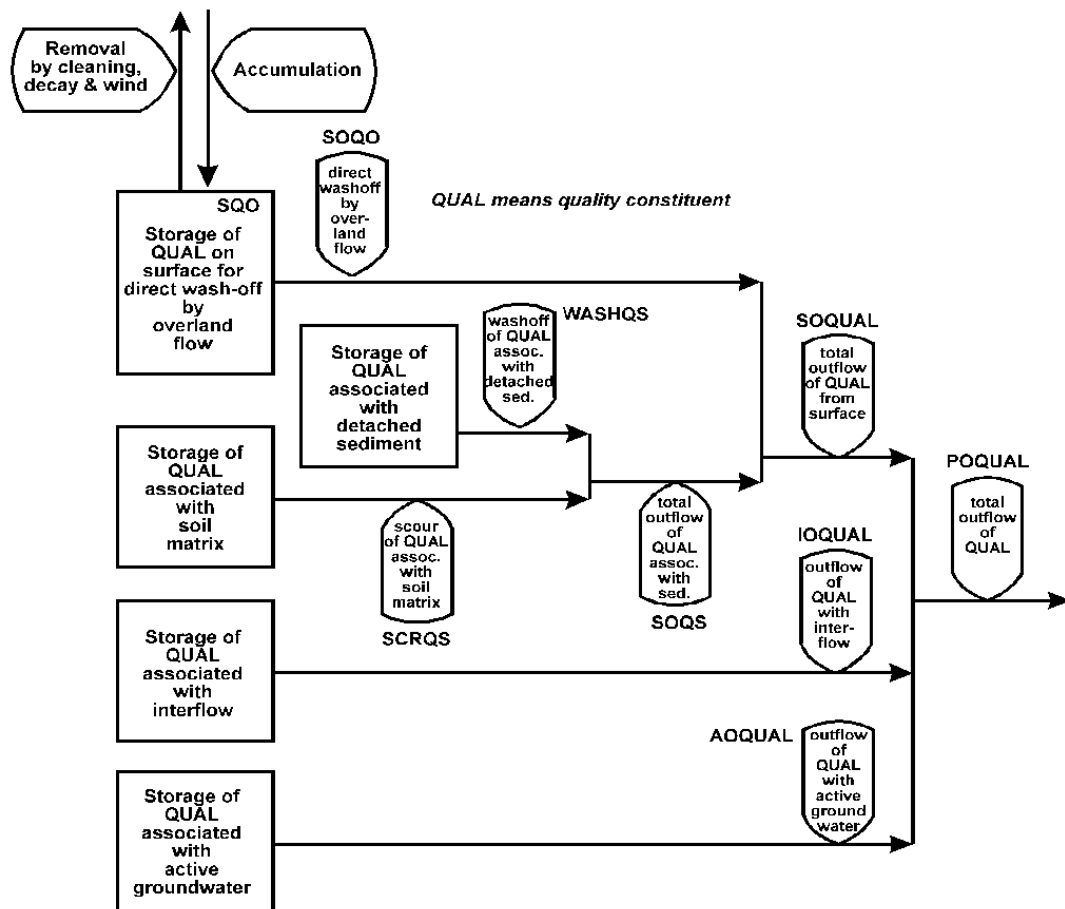 Removal
by cleaning,
decay & wind
Accumulation
SOQO
direct
washoff
by
over-
land
flow
QUAL means quality constituent
SQO
Storage of
QUAL on
surface for
direct wash-off
by
overland
flow
WASHQS
washoff
of QUAL
assoc.
with
detached
sed.
Storage of
QUAL
associated
with
detached
sediment
SOQUAL
total
outflow
of QUAL
from
surface
Storage of
QUAL
associated
with
soil
matrix
scour
of QUAL
assoc.
with
soil
matrix
SCRQS
total
outflow
of
QUAL
assoc.
with
sed.
SOQS
POQUAL
total
outflow
of
QUAL
IOQUAL
outflow
of
QUAL
with
inter-
flow
Storage of
QUAL
associated
with
interflow
AOQUAL
outflow
of
QUAL
with
active
ground
water
Storage of
QUAL
associated
with
active
groundwater